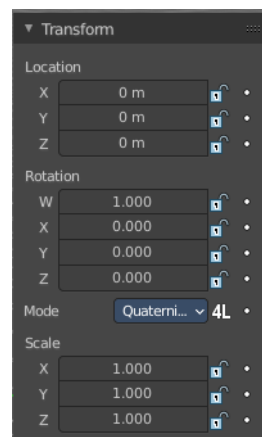 Transform
Location
X 0 m
Y 0 m
Z 0 m
Rotation
W 1.000
X 0.000
Y 0.000
Z 0.000
Mode Quaterni... 4L
Scale
X 1.000
Y 1.000
Z 1.000